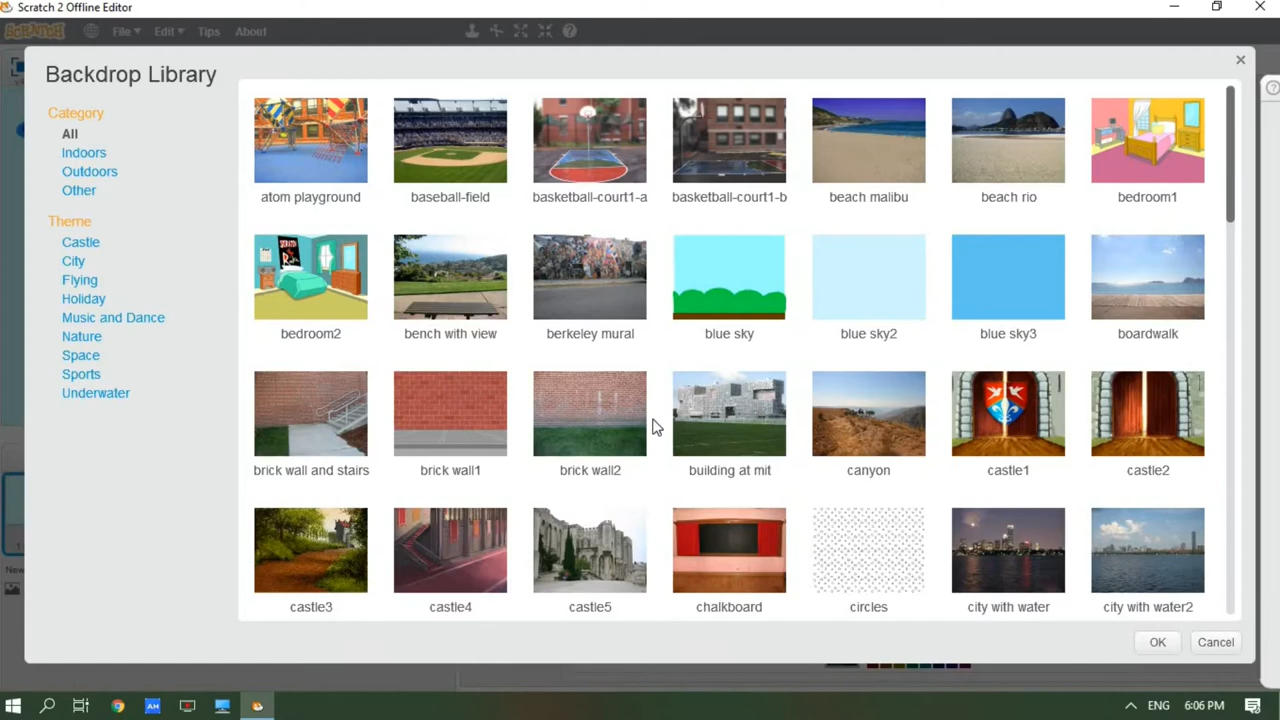 Scratch 2 Offline Editor
SCRATCH File Edit Tips About
Backdrop Library
Category
All
Indoors
Outdoors
Other
Theme
Castle
City
Flying
Holiday
Music and Dance
Nature
Space
Sports
Underwater
atom playground baseball-field basketball-court1-a basketball-court1-b beach malibu beach rio bedroom1
bedroom2 bench with view berkeley mural blue sky blue sky2 blue sky3 boardwalk
brick wall and stairs brick wall1 brick wall2 building at mit canyon castle1 castle2
castle3 castle4 castle5 chalkboard circles city with water city with water2
OK Cancel
New
AM
ENG 6:06 PM